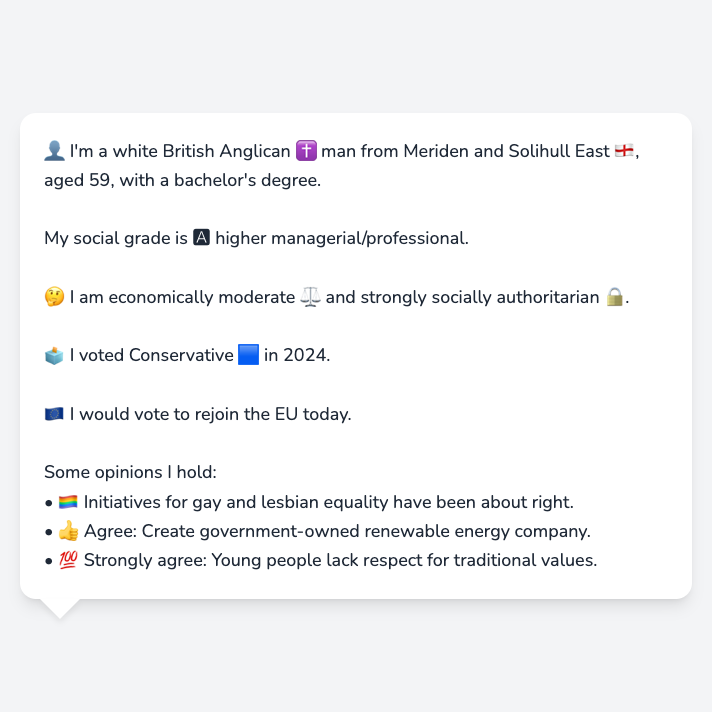 👤 I'm a white British Anglican ✝️ man from Meriden and Solihull East 🏴󠁧󠁢󠁥󠁮󠁧󠁿,
aged 59, with a bachelor's degree.
My social grade is 🅰 higher managerial/professional.
🤔 I am economically moderate ⚖️ and strongly socially authoritarian 🔒.
🗳️ I voted Conservative 🟦 in 2024.
🇪🇺 I would vote to rejoin the EU today.
Some opinions I hold:
• 🏳️‍🌈 Initiatives for gay and lesbian equality have been about right.
• 👍 Agree: Create government-owned renewable energy company.
• 💯 Strongly agree: Young people lack respect for traditional values.